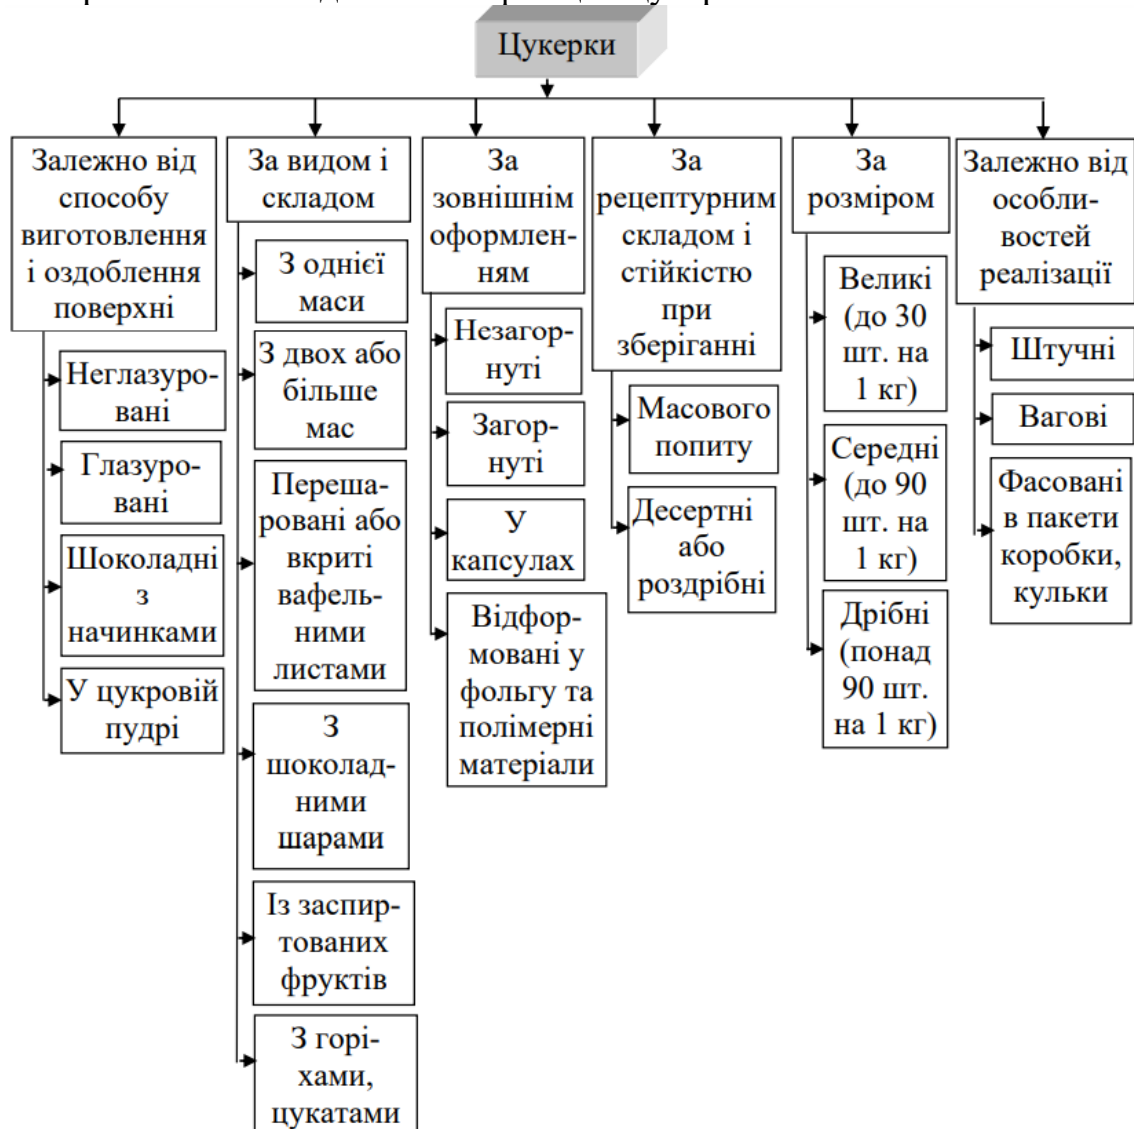 Цукерки
Залежно від
способу
виготовлення
і оздоблення
поверхні
Неглазуро-
вані
Глазуро-
вані
Шоколадні
з
начинками
У цукровій
пудрі
За видом і
складом
З однієї
маси
З двох або
більше
мас
Переша-
ровані або
вкриті
вафель-
ними
листами
З
шоколад-
ними
шарами
Із заспир-
тованих
фруктів
З горі-
хами,
цукатами
За
зовнішнім
оформлен-
ням
Незагор-
нуті
Загор-
нуті
У
капсулах
Відфор-
мовані у
фольгу та
полімерні
матеріали
За
рецептурним
складом і
стійкістю
при
зберіганні
Масового
попиту
Десертні
або
роздрібні
За
розміром
Великі
(до 30
шт. на
1 кг)
Середні
(до 90
шт. на
1 кг)
Дрібні
(понад
90 шт.
на 1 кг)
Залежно від
особли-
востей
реалізації
Штучні
Вагові
Фасовані
в пакети
коробки,
кульки